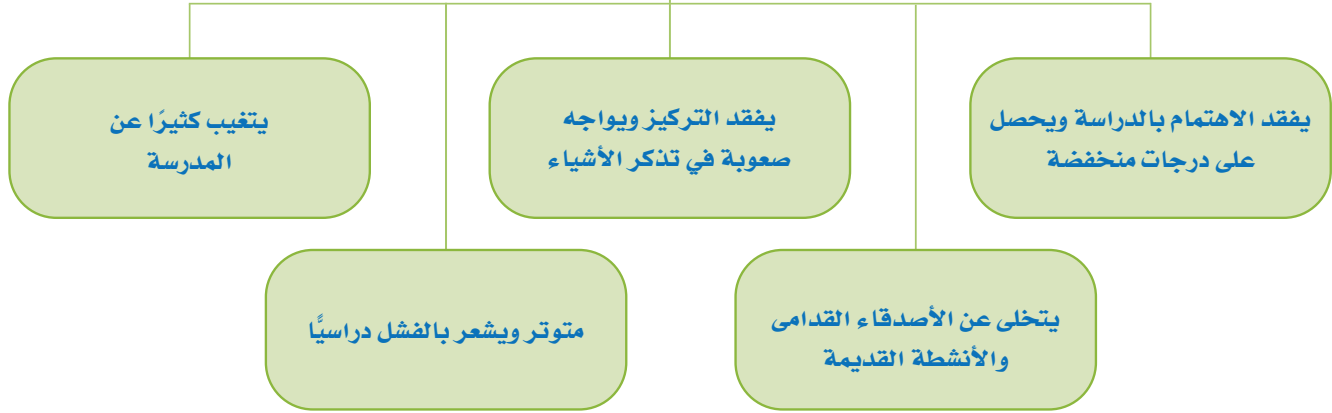 يفقد الاهتمام بالدراسة ويحصل
على درجات منخفضة
يفقد التركيز ويواجه
صعوبة في تذكر الأشياء
يتغيب كثيرًا عن
المدرسة
يتخلى عن الأصدقاء القدامى
والأنشطة القديمة
متوتر ويشعر بالفشل دراسيًّا